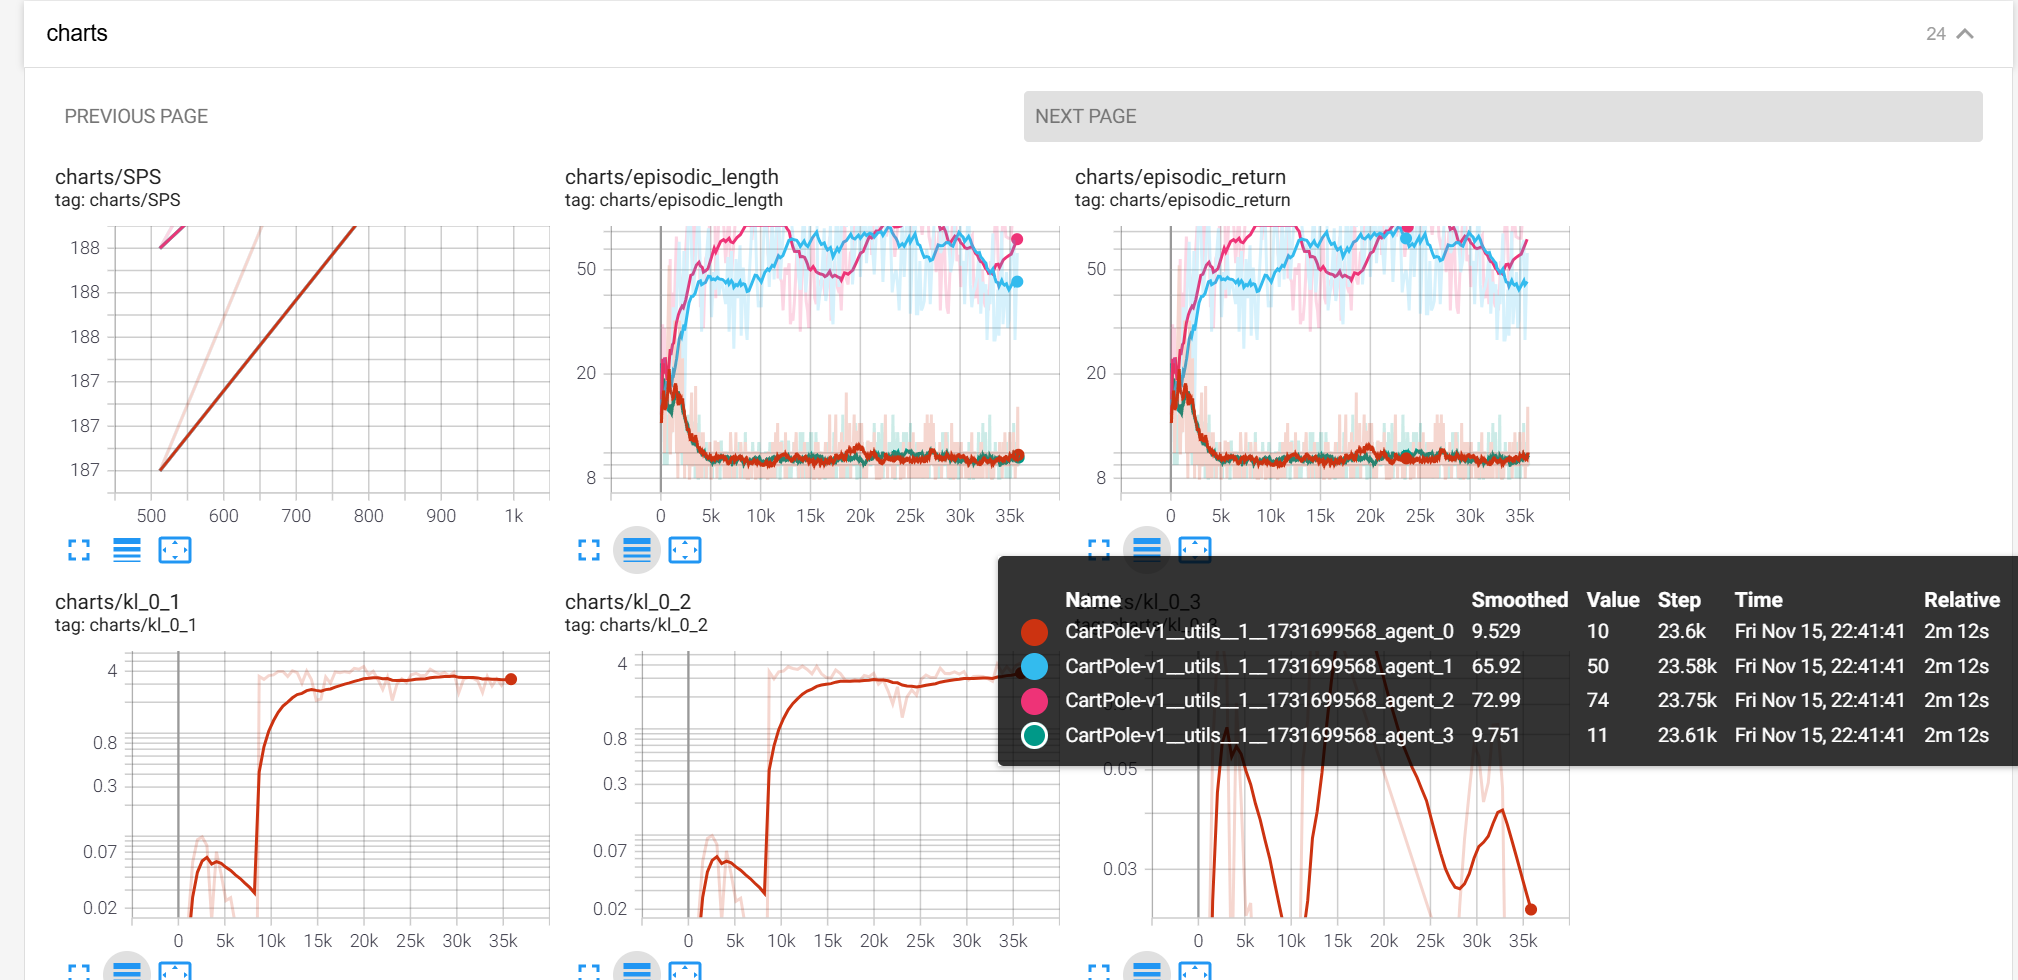 charts
24
PREVIOUS PAGE
NEXT PAGE
charts/SPS
tag: charts/SPS
188
188
188
187
187
187
500 600 700 800 900 1k
charts/episodic_length
tag: charts/episodic_length
50
20
8
0 5k 10k 15k 20k 25k 30k 35k
charts/episodic_return
tag: charts/episodic_return
50
20
8
0 5k 10k 15k 20k 25k 30k 35k
charts/kl_0_1
tag: charts/kl_0_1
4
0.8
0.3
0.07
0.02
0 5k 10k 15k 20k 25k 30k 35k
charts/kl_0_2
tag: charts/kl_0_2
4
0.8
0.3
0.07
0.02
0 5k 10k 15k 20k 25k 30k 35k
charts/kl_0_3
tag: charts/kl_0_3
0.05
0.03
0 5k 10k 15k 20k 25k 30k 35k
Name Smoothed Value Step Time Relative
CartPole-v1__utils__1__1731699568_agent_0 9.529 10 23.6k Fri Nov 15, 22:41:41 2m 12s
CartPole-v1__utils__1__1731699568_agent_1 65.92 50 23.58k Fri Nov 15, 22:41:41 2m 12s
CartPole-v1__utils__1__1731699568_agent_2 72.99 74 23.75k Fri Nov 15, 22:41:41 2m 12s
CartPole-v1__utils__1__1731699568_agent_3 9.751 11 23.61k Fri Nov 15, 22:41:41 2m 12s